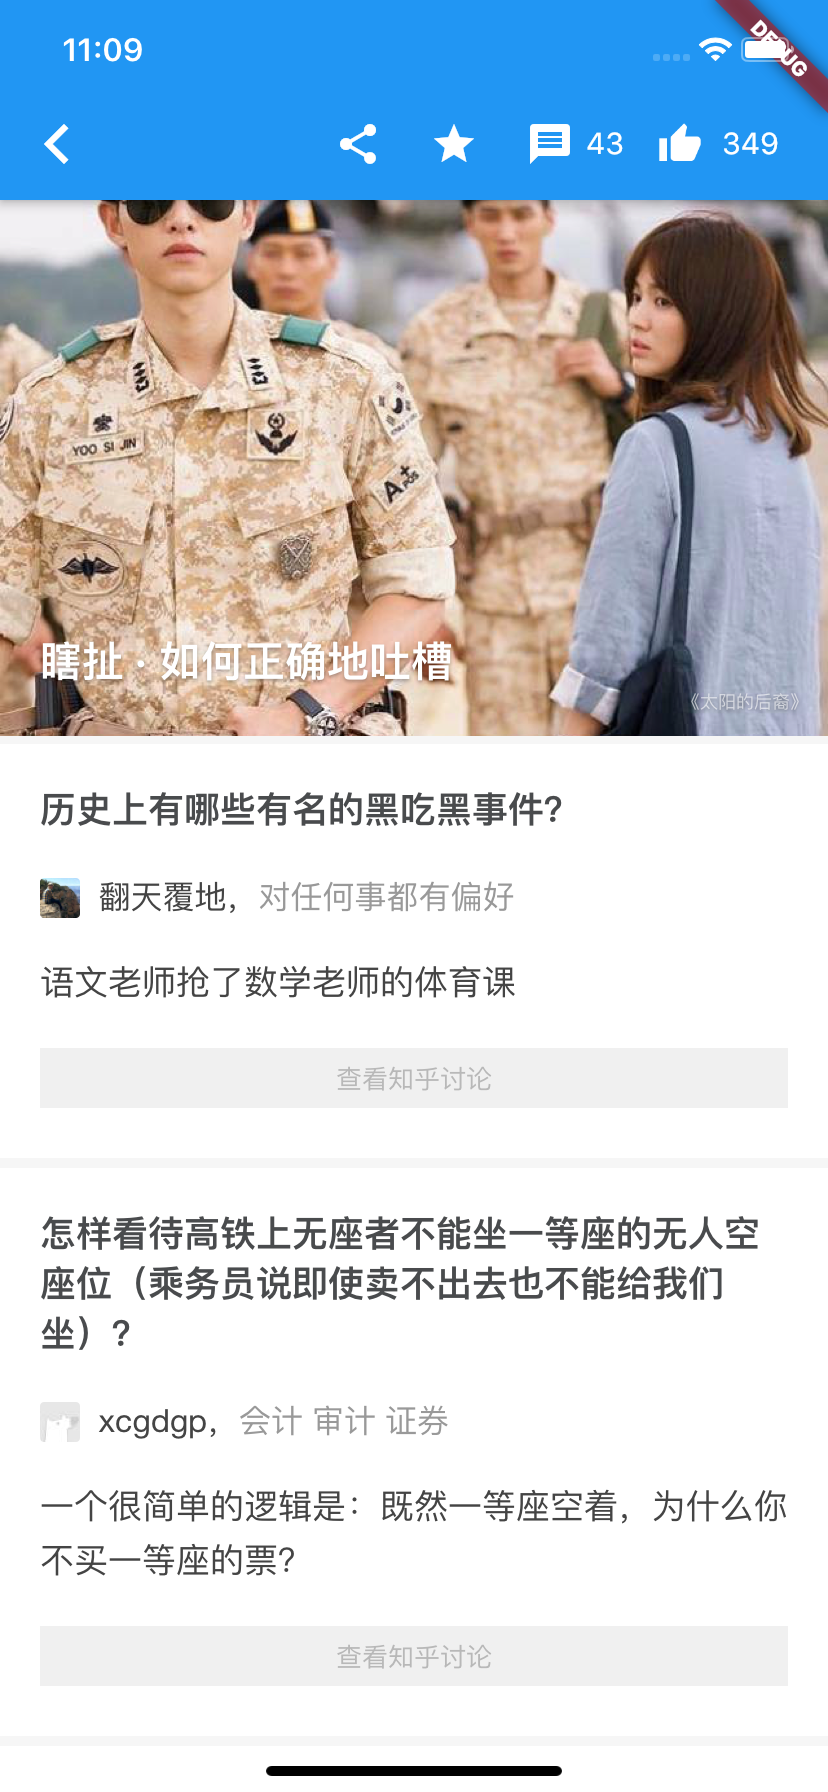 11:09
DEBUG
43
349
YOO SI JIN
A+
POS
瞎扯 · 如何正确地吐槽
《太阳的后裔》
历史上有哪些有名的黑吃黑事件?
翻天覆地，对任何事都有偏好
语文老师抢了数学老师的体育课
查看知乎讨论
怎样看待高铁上无座者不能坐一等座的无人空
座位（乘务员说即使卖不出去也不能给我们
坐）?
xcgdgp，会计 审计 证券
一个很简单的逻辑是：既然一等座空着，为什么你
不买一等座的票?
查看知乎讨论